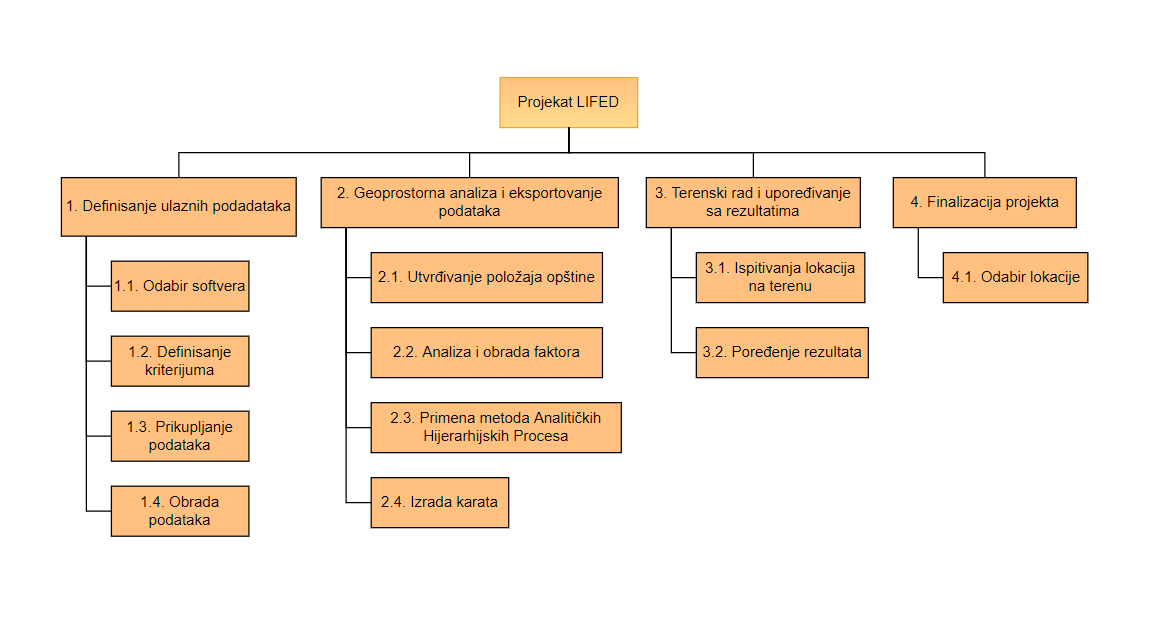 Projekat LIFED
1. Definisanje ulaznih podadataka
1.1. Odabir softvera
1.2. Definisanje
kriterijuma
1.3. Prikupljanje
podataka
1.4. Obrada
podataka
2. Geoprostorna analiza i eksportovanje
podataka
2.1. Utvrđivanje položaja opštine
2.2. Analiza i obrada faktora
2.3. Primena metoda Analitičkih
Hijerarhijskih Procesa
2.4. Izrada karata
3. Terenski rad i upoređivanje
sa rezultatima
3.1. Ispitivanja lokacija
na terenu
3.2. Poređenje rezultata
4. Finalizacija projekta
4.1. Odabir lokacije